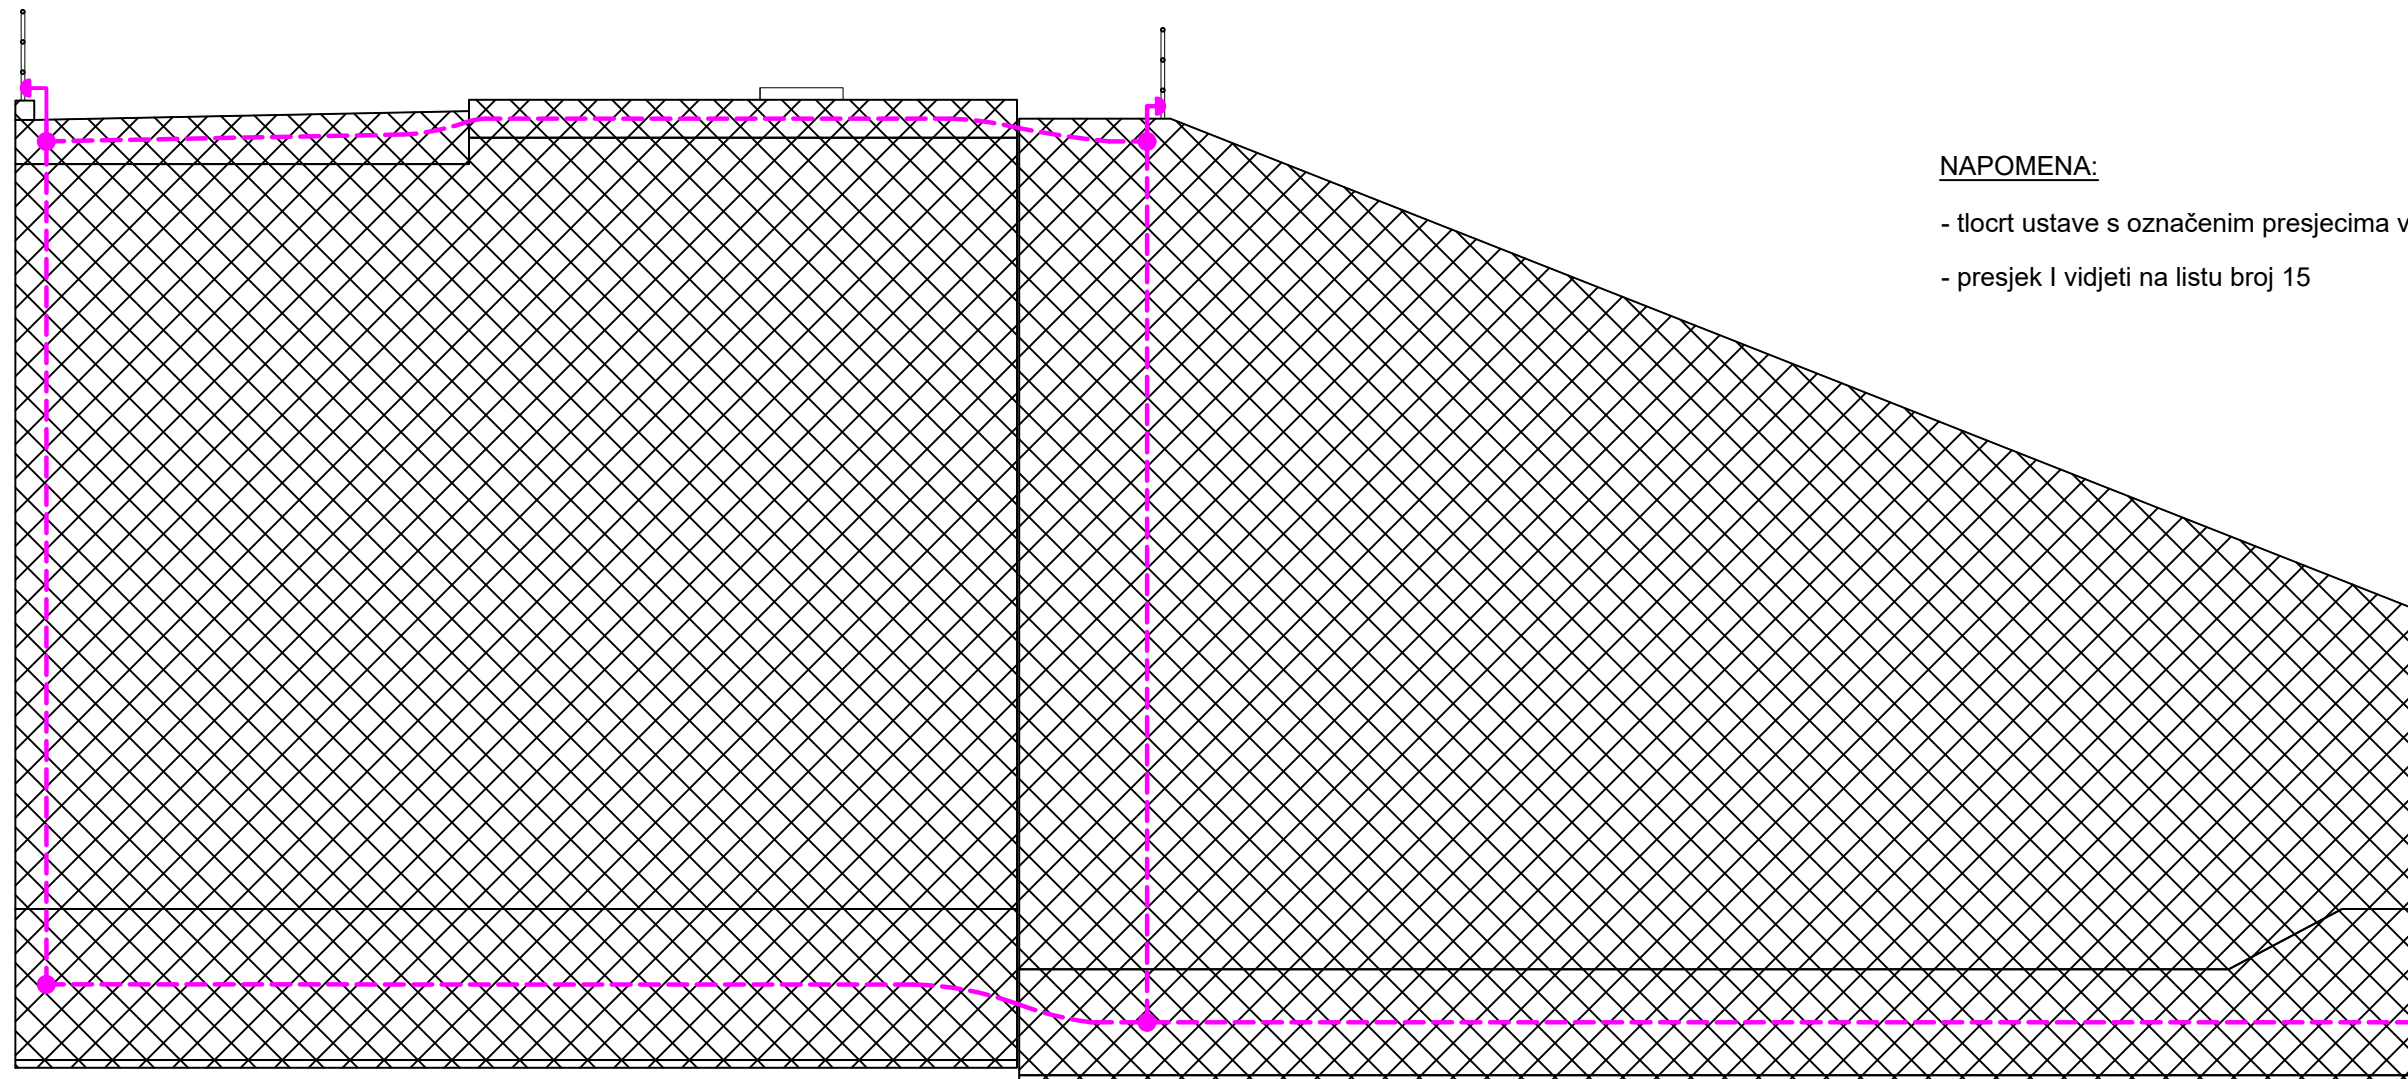 NAPOMENA:
- tlocrt ustave s označenim presjecima
- presjek I vidjeti na listu broj 15